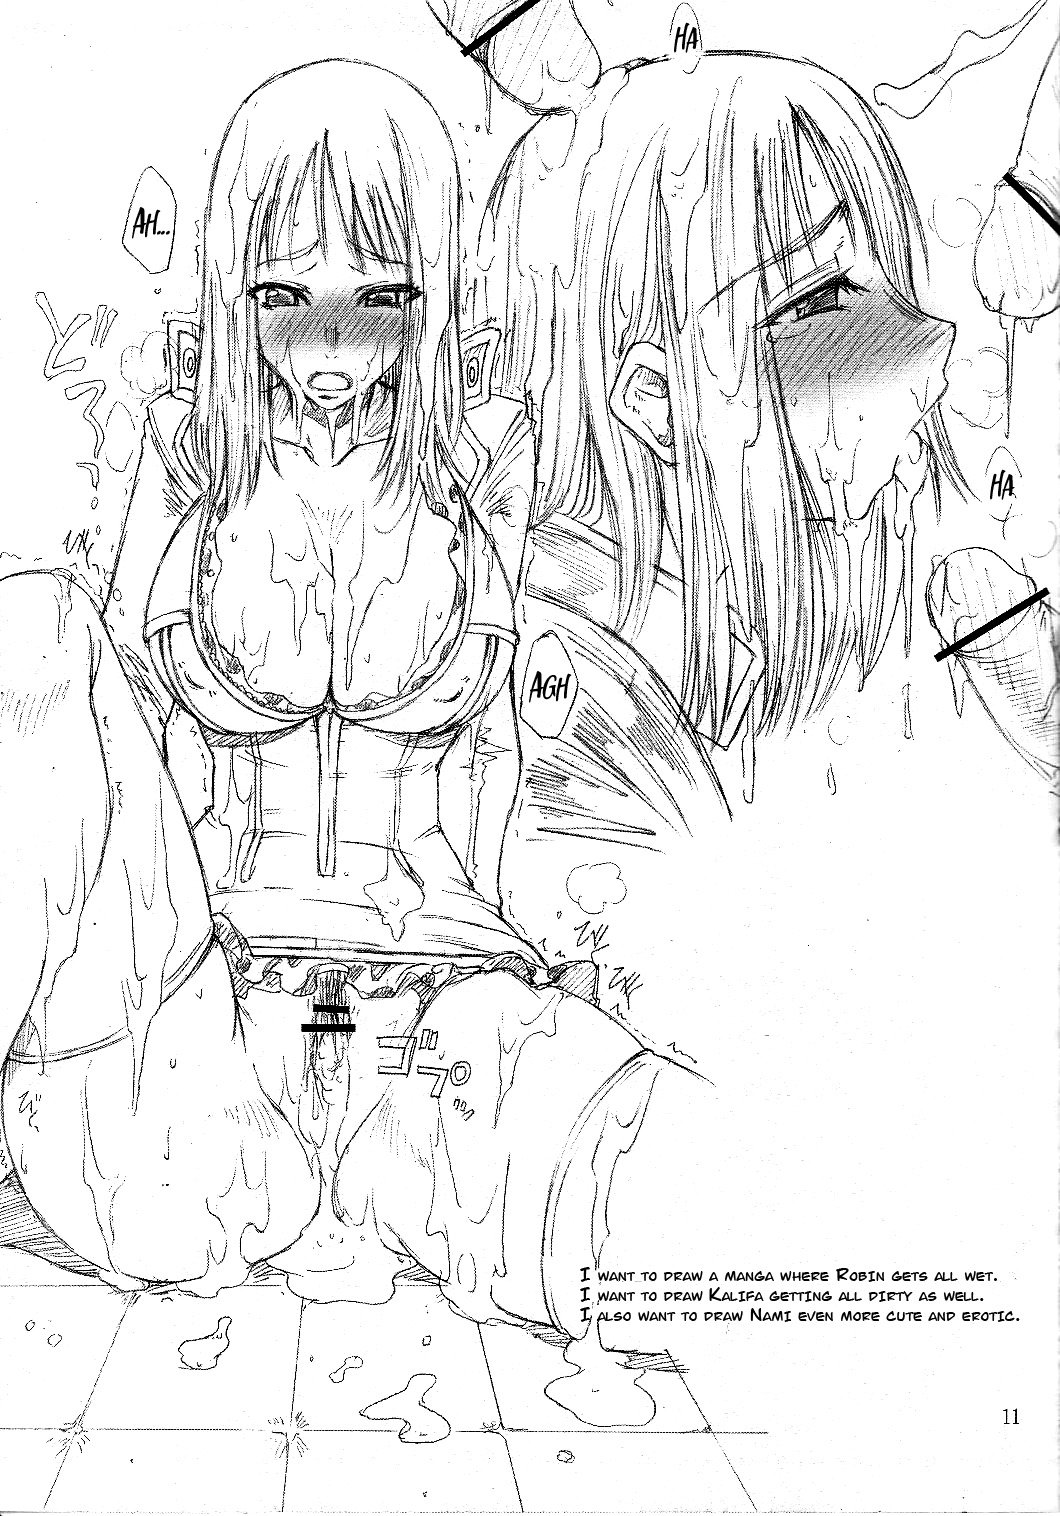 HA
AH...
HA
AGH
I WANT TO DRAW A MANGA WHERE ROBIN GETS ALL WET.
I WANT TO DRAW KALIFA GETTING ALL DIRTY AS WELL.
I ALSO WANT TO DRAW NAMI EVEN MORE CUTE AND EROTIC.
11